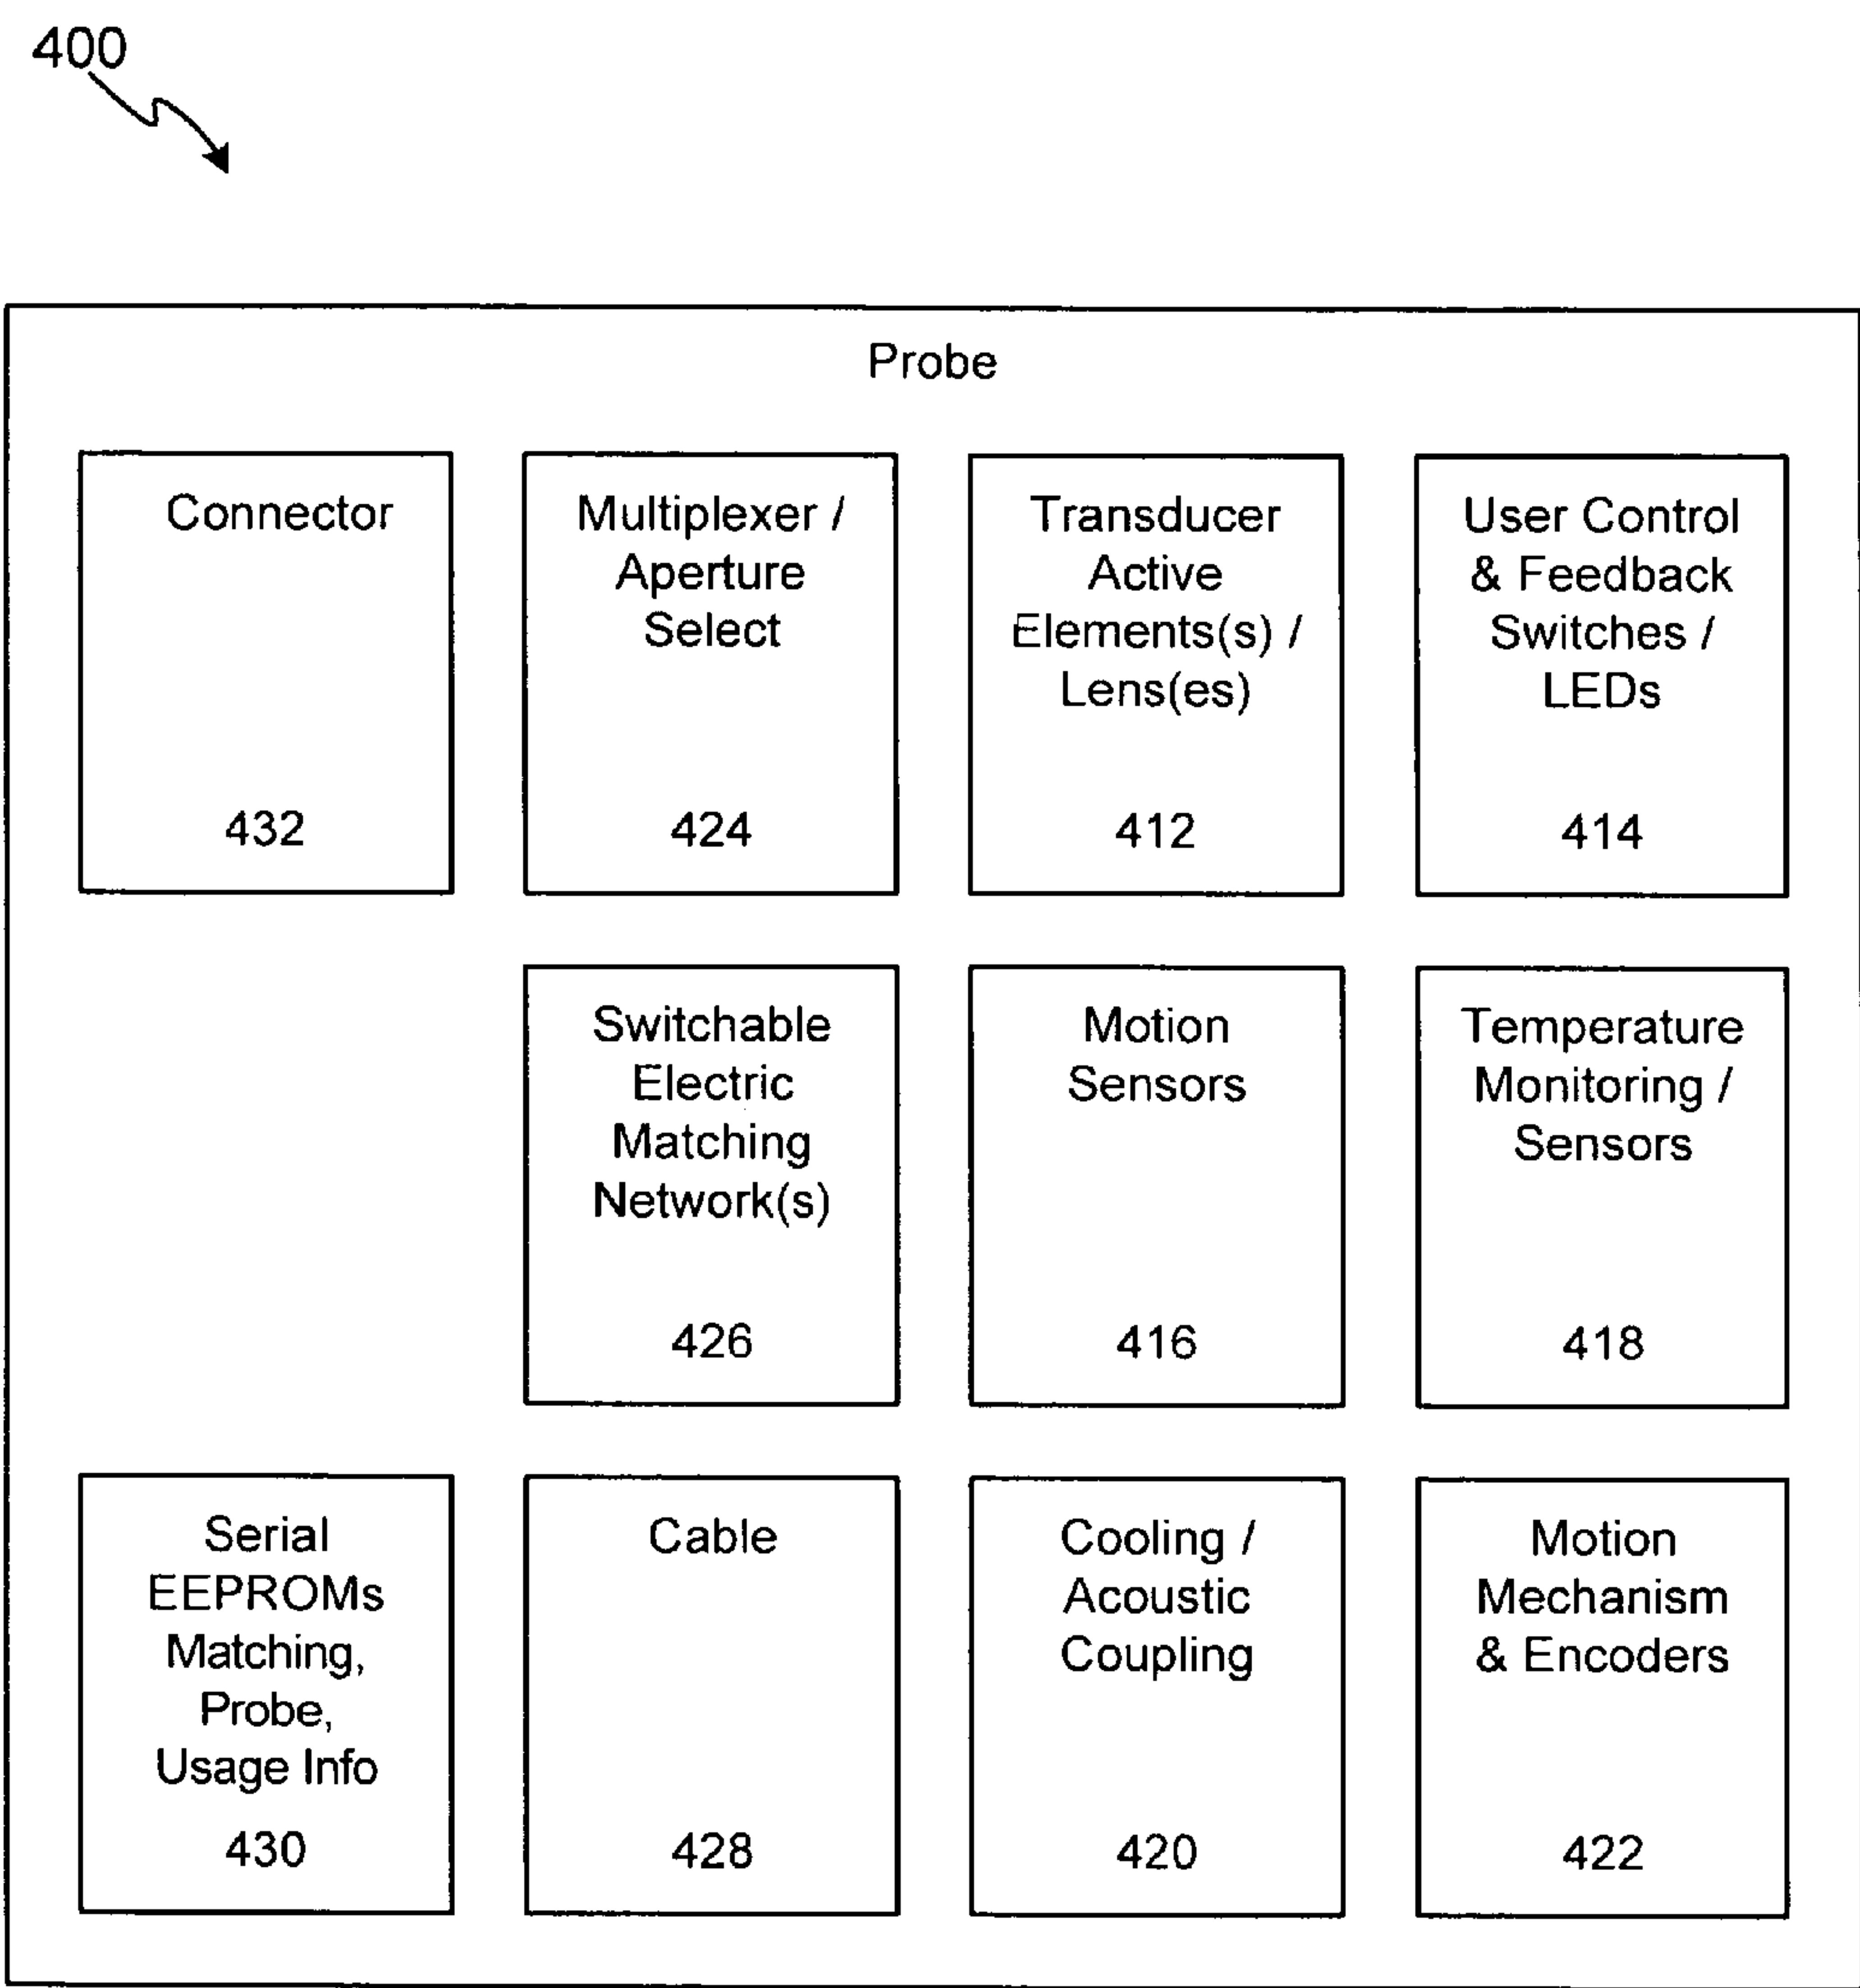 400
Probe
Connector
432
Multiplexer /
Aperture
Select
424
Transducer
Active
Elements(s) /
Lens(es)
412
User Control
& Feedback
Switches /
LEDs
414
Switchable
Electric
Matching
Network(s)
426
Motion
Sensors
416
Temperature
Monitoring /
Sensors
418
Serial
EEPROMs
Matching,
Probe,
Usage Info
430
Cable
428
Cooling /
Acoustic
Coupling
420
Motion
Mechanism
& Encoders
422